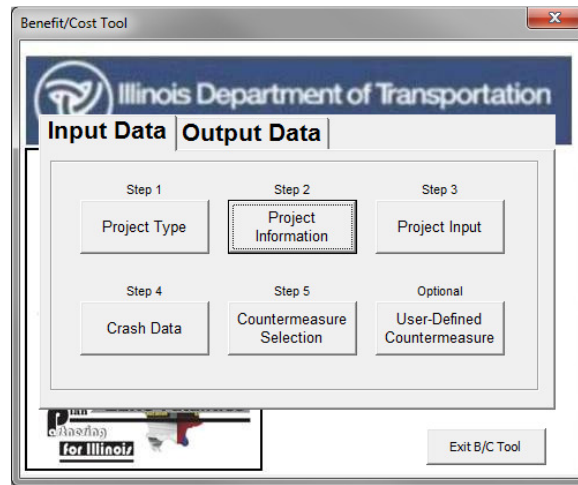 Benefit/Cost Tool
Illinois Department of Transportation
Input Data
Output Data
Step 1
Step 2
Step 3
Project Type
Project
Information
Project Input
Step 4
Step 5
Optional
Crash Data
Countermeasure
Selection
User-Defined
Countermeasure
for Illinois
Exit B/C Tool